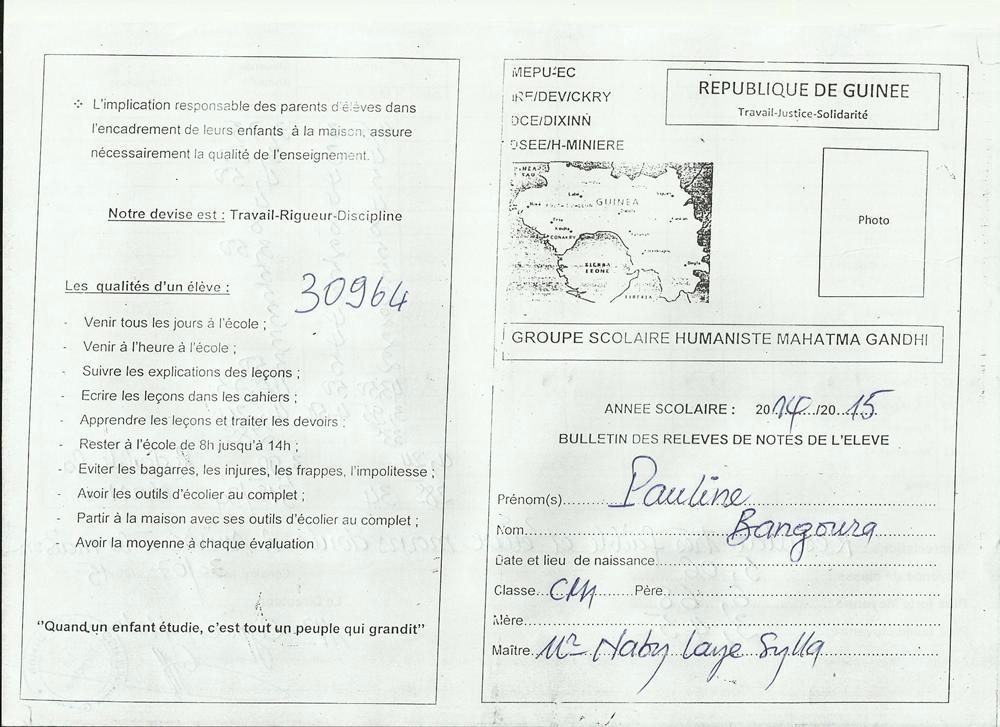 ❖ L'implication responsable des parents d'élèves dans
l'encadrement de leurs enfants à la maison, assure
nécessairement la qualité de l'enseignement.
Notre devise est : Travail-Rigueur-Discipline
Les qualités d'un élève :
30964
- Venir tous les jours à l'école ;
- Venir à l'heure à l'école ;
- Suivre les explications des leçons ;
- Ecrire les leçons dans les cahiers ;
- Apprendre les leçons et traiter les devoirs ;
- Rester à l'école de 8h jusqu'à 14h ;
- Eviter les bagarres, les injures, les frappes, l'impolitesse ;
- Avoir les outils d'écolier au complet ;
- Partir à la maison avec ses outils d'écolier au complet ;
- Avoir la moyenne à chaque évaluation
"Quand un enfant étudie, c'est tout un peuple qui grandit"
MEPU-EC
IRE/DEV/CKRY
DCE/DIXINN
DSEE/H-MINIERE
REPUBLIQUE DE GUINEE
Travail-Justice-Solidarité
GUINEA
CONAKRY
SIERRA
LEONE
LIBERIA
Photo
GROUPE SCOLAIRE HUMANISTE MAHATMA GANDHI
ANNEE SCOLAIRE : 2014/2015
BULLETIN DES RELEVES DE NOTES DE L'ELEVE
Prénom(s) Pauline
Nom Bangoura
Date et lieu de naissance
Classe Père
Mère
Maître Mr Naby Laye Sylla